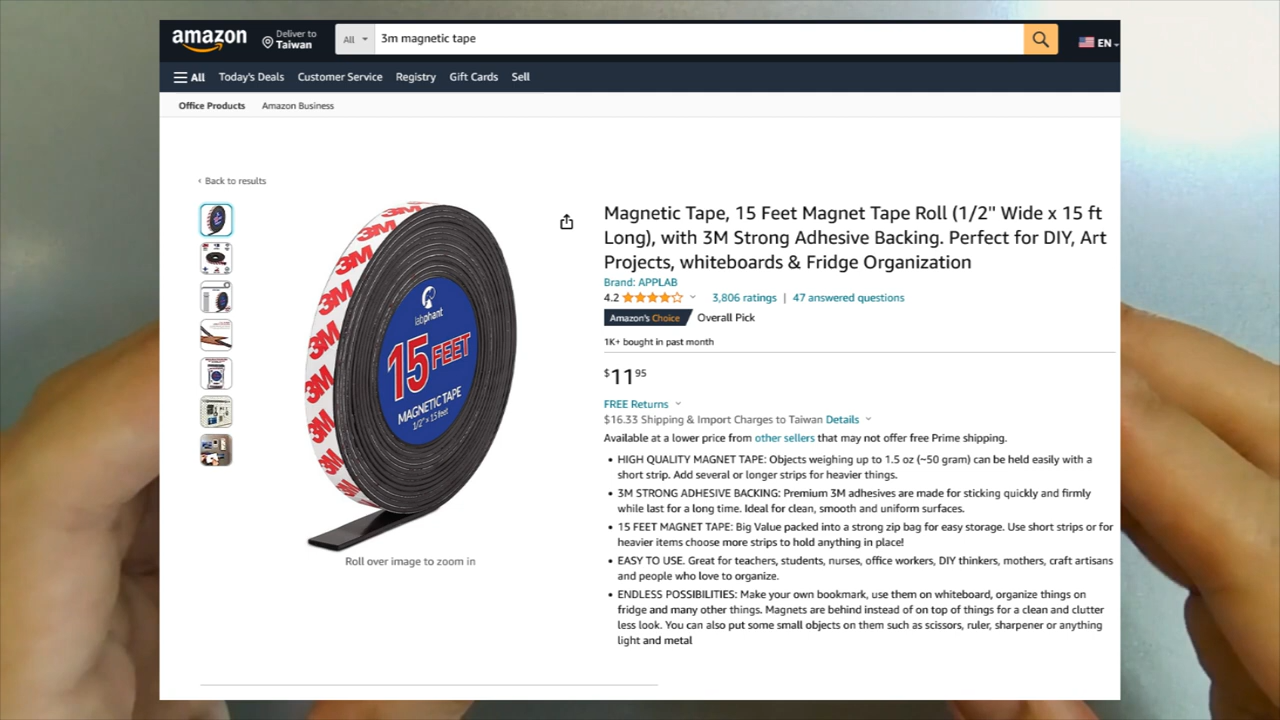 amazon
Deliver to
Taiwan
All
3m magnetic tape
EN
All
Today's Deals
Customer Service
Registry
Gift Cards
Sell
Office Products
Amazon Business
‹ Back to results
Magnetic Tape, 15 Feet Magnet Tape Roll (1/2" Wide x 15 ft
Long), with 3M Strong Adhesive Backing. Perfect for DIY, Art
Projects, whiteboards & Fridge Organization
Brand: APPLAB
4.2
3,806 ratings | 47 answered questions
Amazon's Choice
Overall Pick
1K+ bought in past month
$11 95
FREE Returns
$16.33 Shipping & Import Charges to Taiwan Details
Available at a lower price from other sellers that may not offer free Prime shipping.
• HIGH QUALITY MAGNET TAPE: Objects weighing up to 1.5 oz (~50 gram) can be held easily with a
short strip. Add several or longer strips for heavier things.
• 3M STRONG ADHESIVE BACKING: Premium 3M adhesives are made for sticking quickly and firmly
while last for a long time. Ideal for clean, smooth and uniform surfaces.
• 15 FEET MAGNET TAPE: Big Value packed into a strong zip bag for easy storage. Use short strips or for
heavier items choose more strips to hold anything in place!
• EASY TO USE. Great for teachers, students, nurses, office workers, DIY thinkers, mothers, craft artisans
and people who love to organize.
• ENDLESS POSSIBILITIES: Make your own bookmark, use them on whiteboard, organize things on
fridge and many other things. Magnets are behind instead of on top of things for a clean and clutter
less look. You can also put some small objects on them such as scissors, ruler, sharpener or anything
light and metal
3M
3M
3M
3M
3M
3M
3M
3M
labphant
15 FEET
MAGNETIC TAPE
1/2" x 15 feet
Roll over image to zoom in